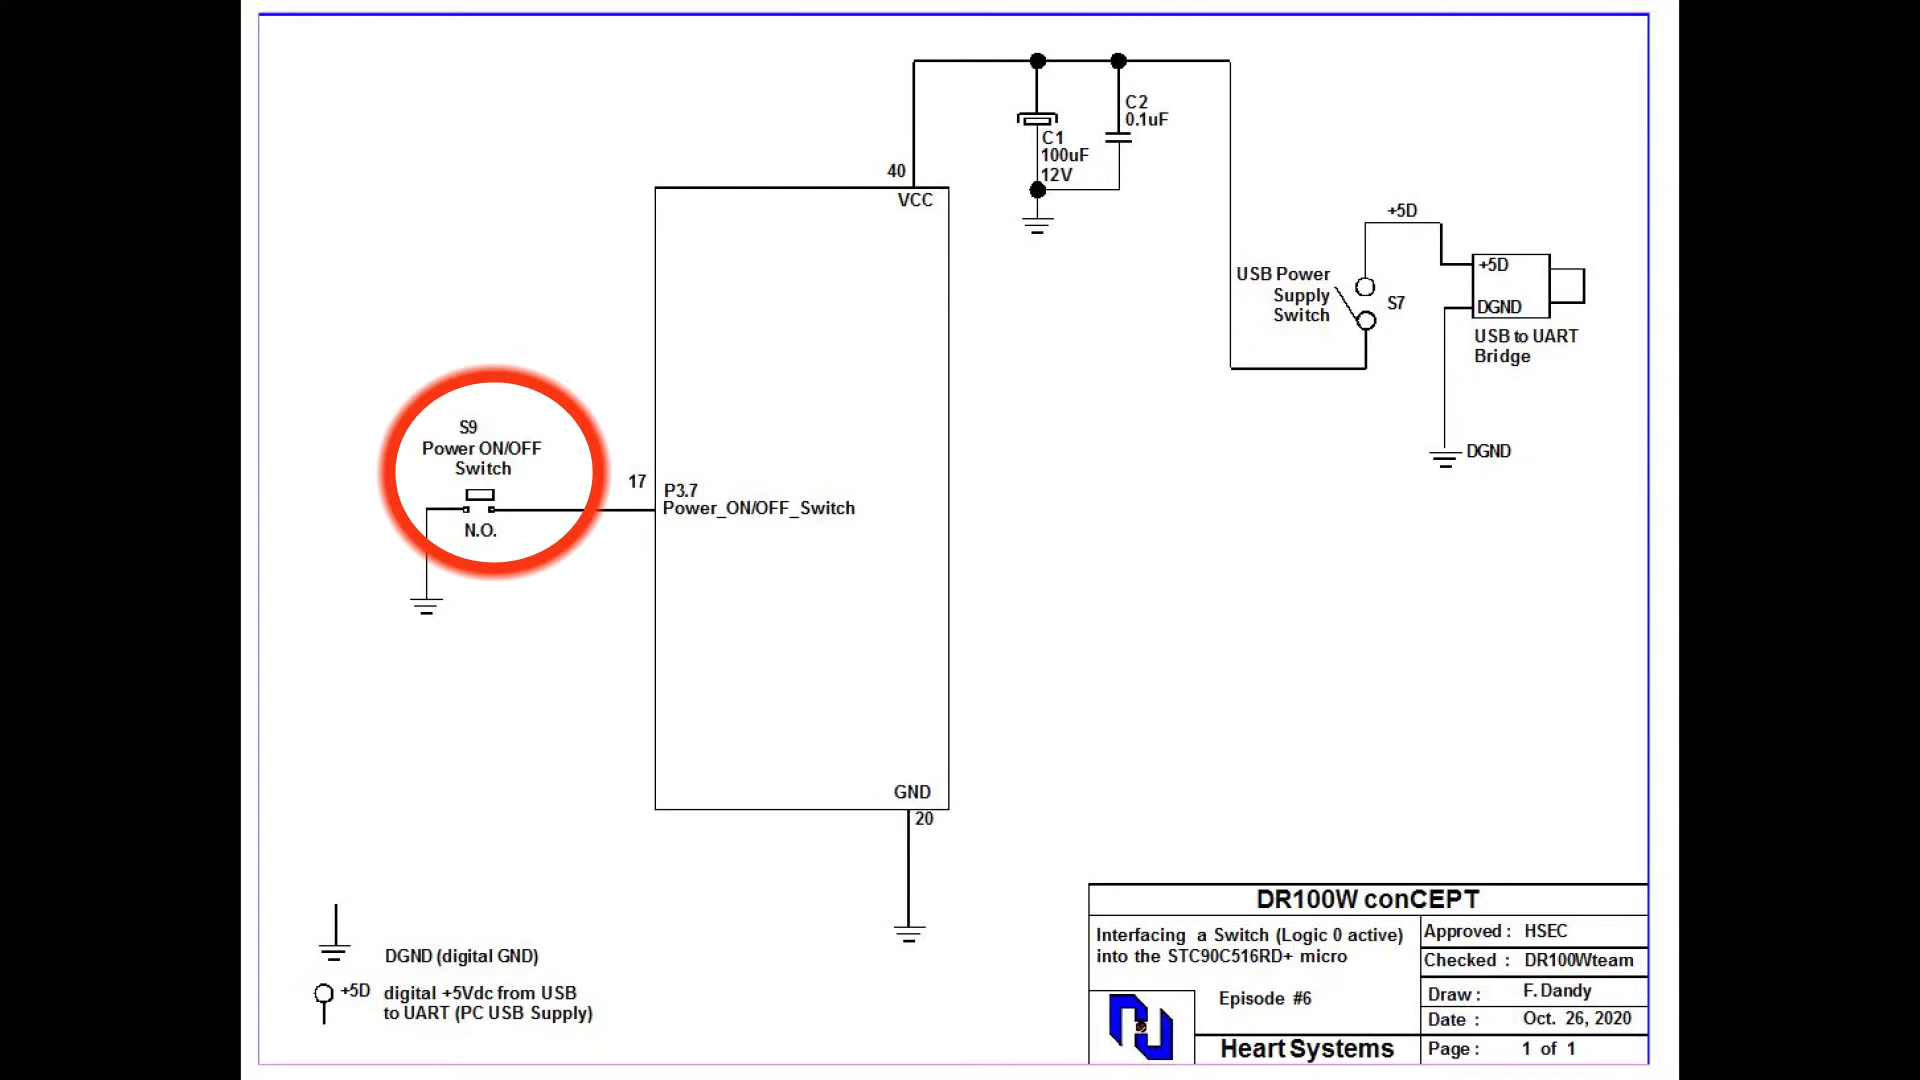 C2
0.1uF
C1
100uF
12V
40
VCC
+5D
+5D
USB Power
Supply
Switch
S7
DGND
USB to UART
Bridge
S9
Power ON/OFF
Switch
N.O.
17
P3.7
Power_ON/OFF_Switch
DGND
GND
20
DGND (digital GND)
+5D digital +5Vdc from USB
to UART (PC USB Supply)
DR100W conCEPT
Interfacing a Switch (Logic 0 active)
into the STC90C516RD+ micro
Episode #6
Heart Systems
Approved : HSEC
Checked : DR100Wteam
Draw : F. Dandy
Date : Oct. 26, 2020
Page : 1 of 1